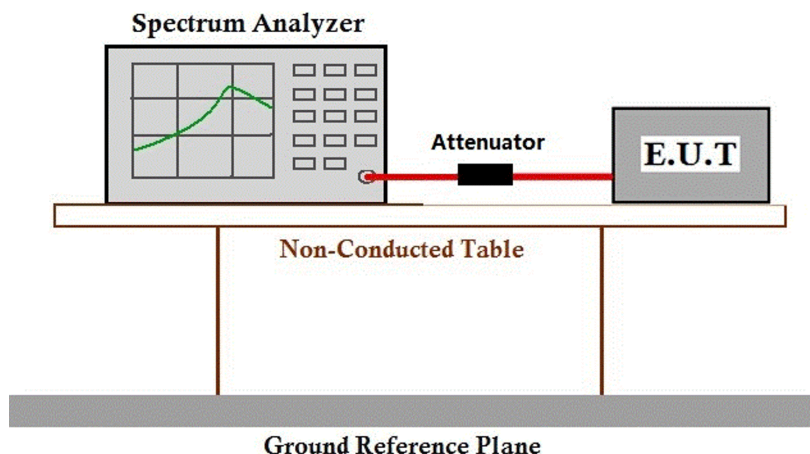 Spectrum Analyzer
Attenuator
E.U.T
Non-Conducted Table
Ground Reference Plane